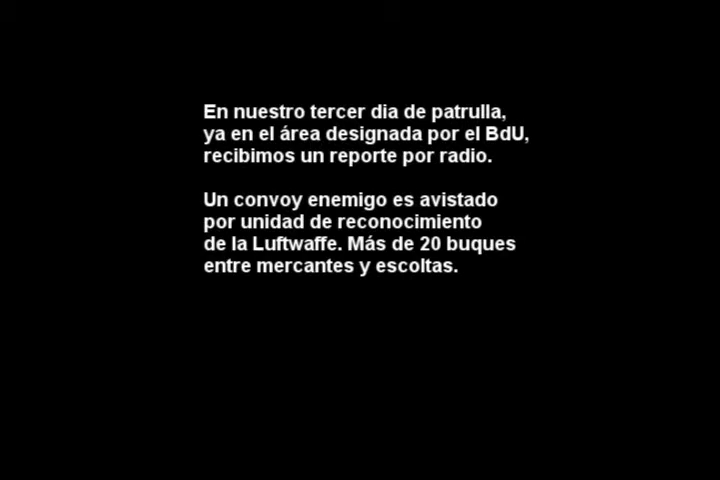 En nuestro tercer dia de patrulla,
ya en el área designada por el BdU,
recibimos un reporte por radio.
Un convoy enemigo es avistado
por unidad de reconocimiento
de la Luftwaffe. Más de 20 buques
entre mercantes y escoltas.